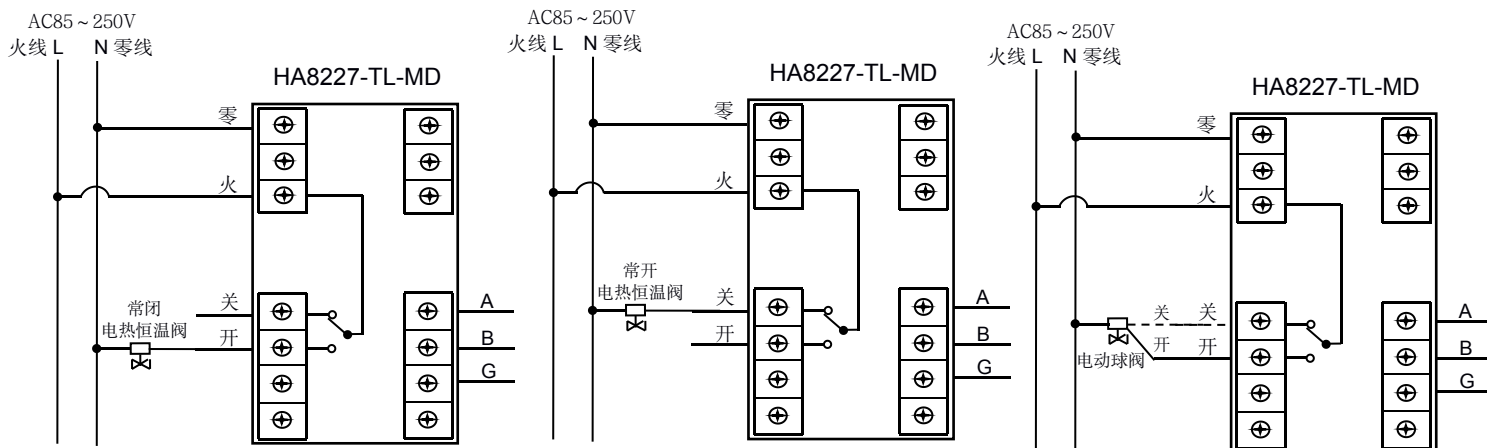 AC85~250V
火线 L N 零线
HA8227-TL-MD
零
火
常闭
电热恒温阀
关
开
A
B
G
AC85~250V
火线 L N 零线
HA8227-TL-MD
零
火
常开
电热恒温阀
关
开
A
B
G
AC85~250V
火线 L N 零线
HA8227-TL-MD
零
火
关 关
开 开
电动球阀
A
B
G